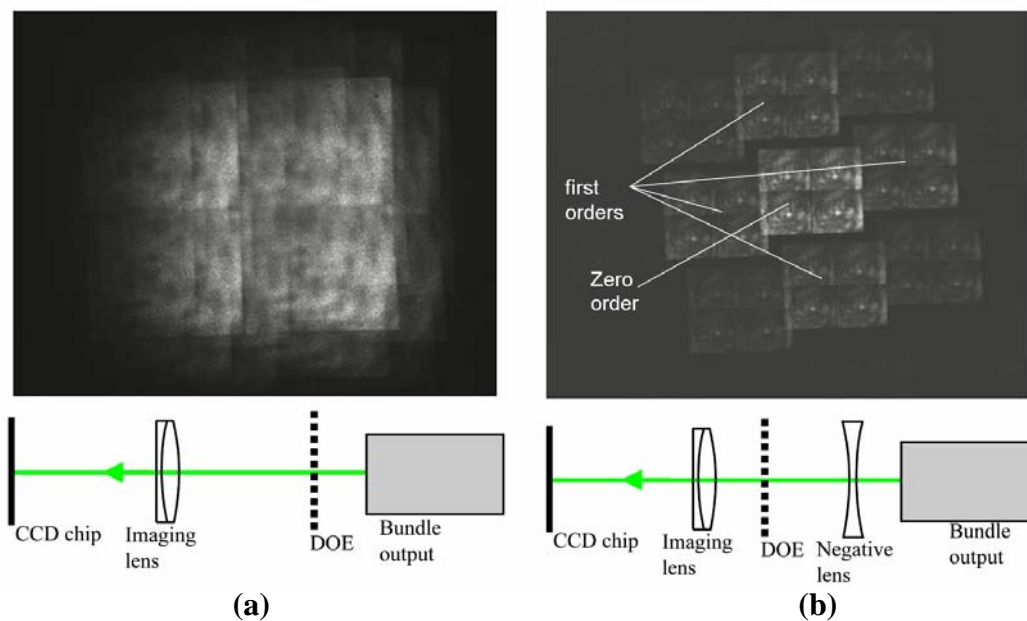 first
orders
Zero
order
CCD chip
Imaging
lens
DOE
Bundle
output
CCD chip
Imaging
lens
DOE
Negative
lens
Bundle
output
(a)
(b)